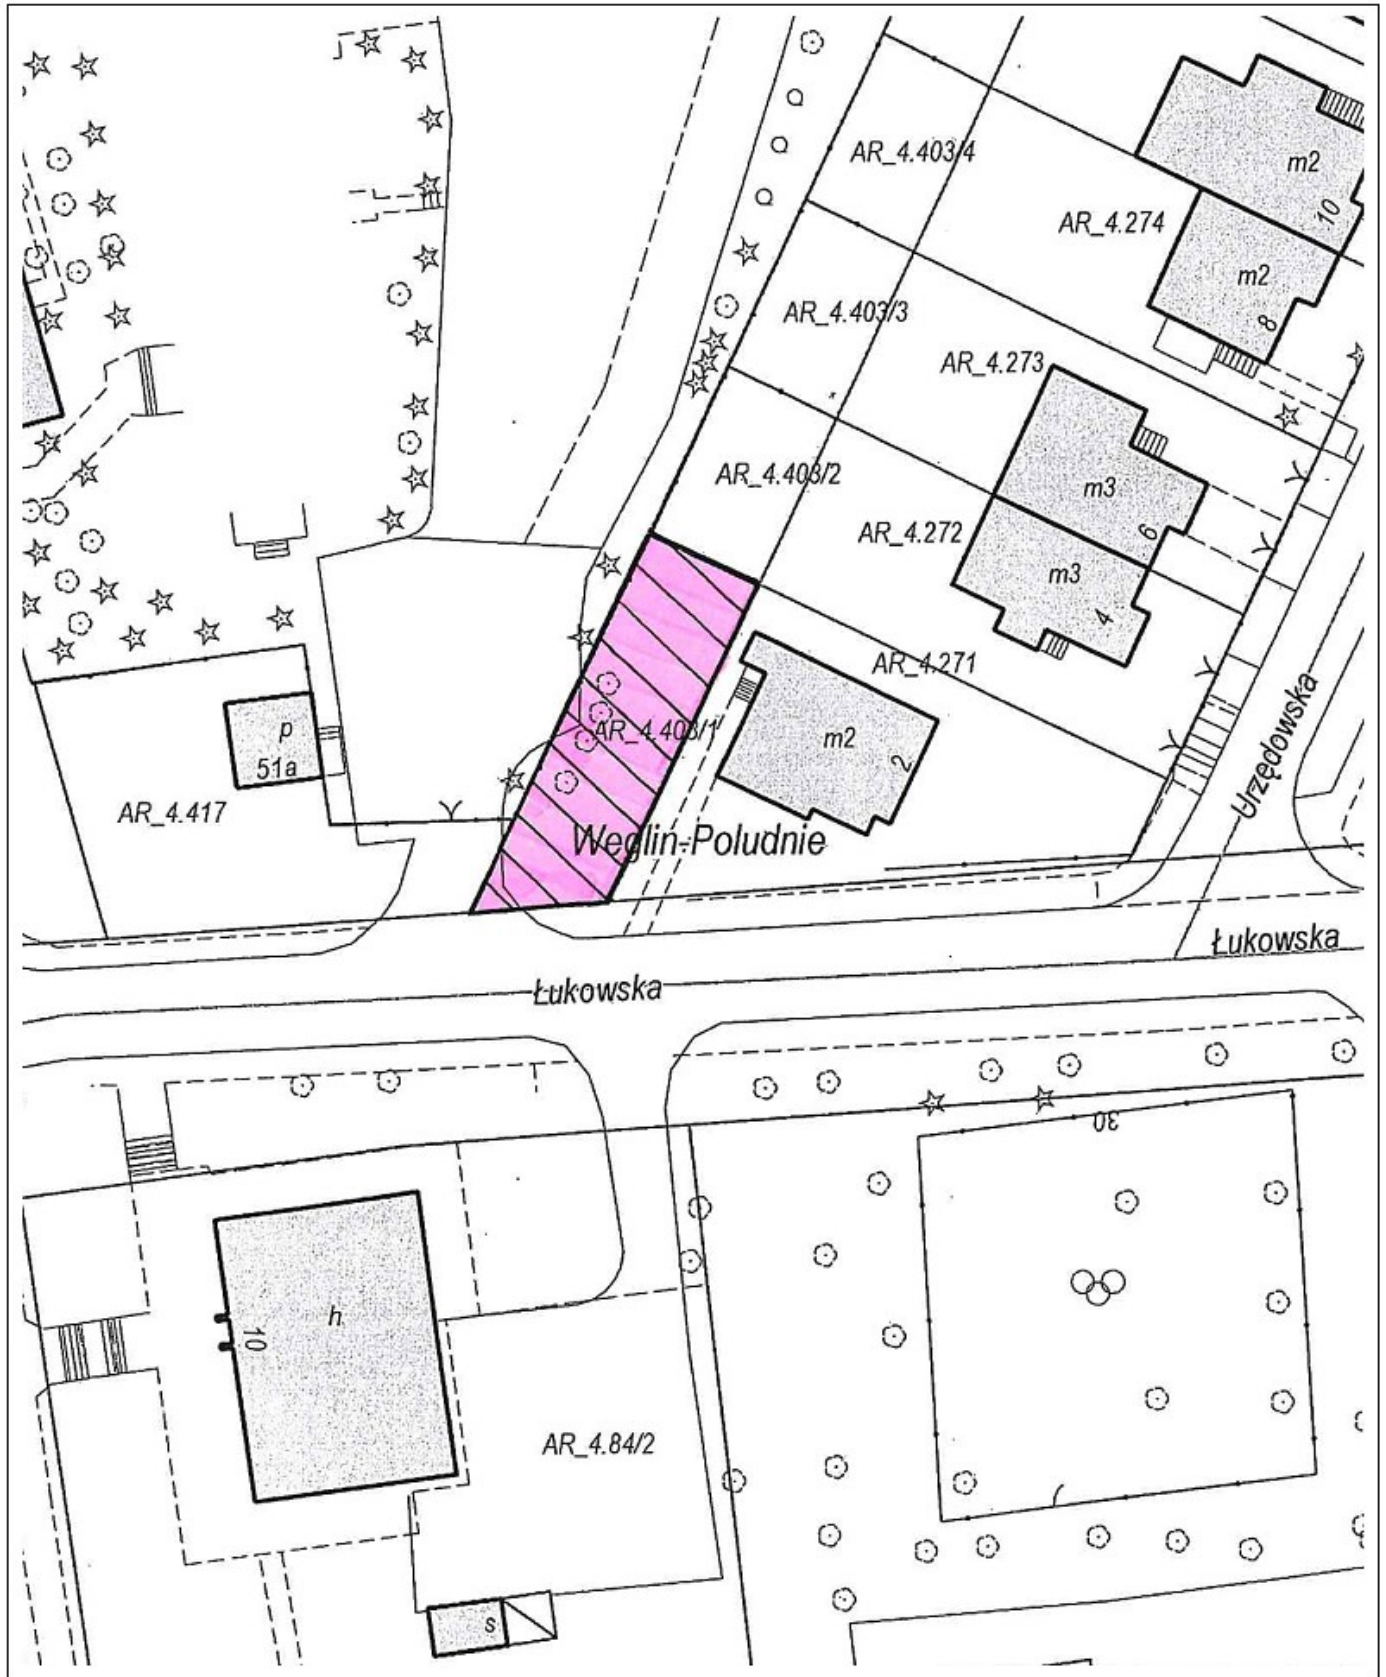 AR_4.403/4
m2
10
AR_4.274
m2
8
AR_4.403/3
AR_4.273
AR_4.403/2
m3
6
AR_4.272
m3
4
AR_4.271
AR_4.403/1
m2
2
p
51a
AR_4.417
Urzędowska
Węglin-Poludnie
Łukowska
Łukowska
30
h
10
AR_4.84/2
s